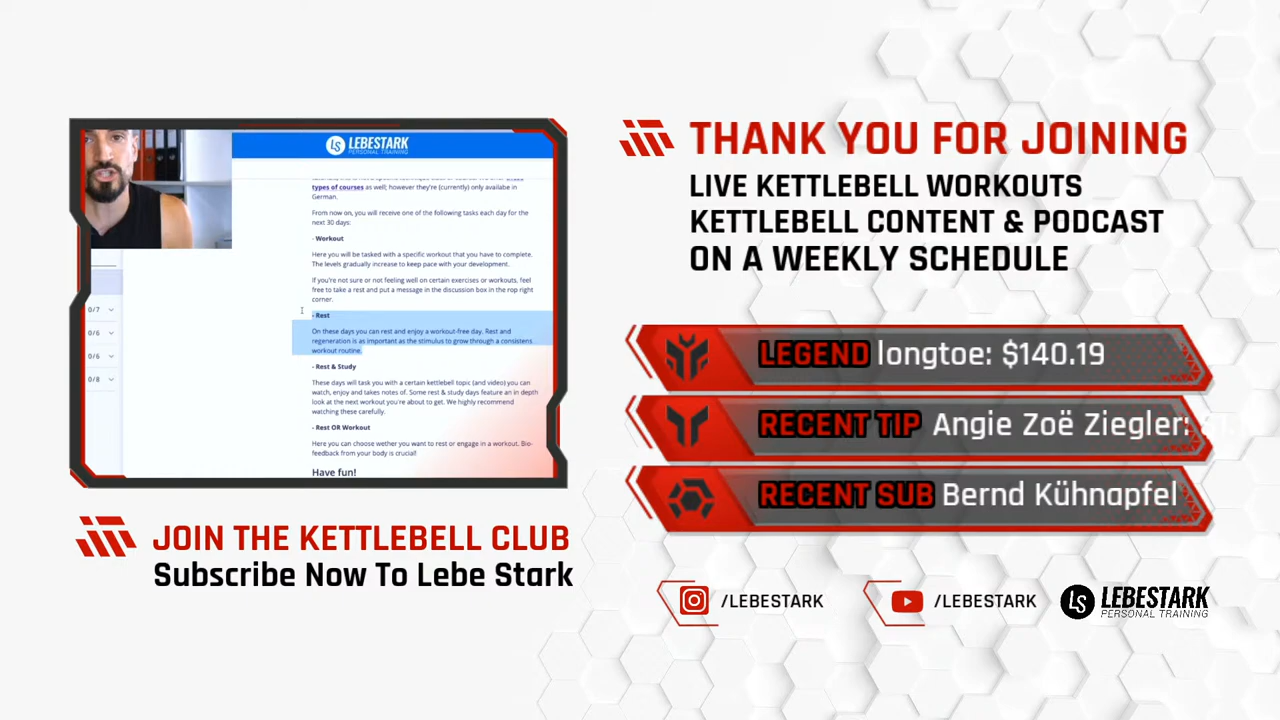 LS LEBESTARK
PERSONAL TRAINING
types of courses as well; however they're (currently) only availabe in
German.
From now on, you will receive one of the following tasks each day for the
next 30 days:
- Workout
Here you will be tasked with a specific workout that you have to complete.
The levels gradually increase to keep pace with your development.
If you're not sure or not feeling well on certain exercises or workouts, feel
free to take a rest and put a message in the discussion box in the rop right
corner.
- Rest
On these days you can rest and enjoy a workout-free day. Rest and
regeneration is as important as the stimulus to grow through a consistens
workout routine.
- Rest & Study
These days will task you with a certain kettlebell topic (and video) you can
watch, enjoy and takes notes of. Some rest & study days feature an in depth
look at the next workout you're about to get. We highly recommend
watching these carefully.
- Rest OR Workout
Here you can choose wether you want to rest or engage in a workout. Bio-
feedback from your body is crucial!
Have fun!
0/7
0/6
0/6
0/8
JOIN THE KETTLEBELL CLUB
Subscribe Now To Lebe Stark
THANK YOU FOR JOINING
LIVE KETTLEBELL WORKOUTS
KETTLEBELL CONTENT & PODCAST
ON A WEEKLY SCHEDULE
LEGEND longtoe: $140.19
RECENT TIP Angie Zoë Ziegler:
RECENT SUB Bernd Kühnapfel
/LEBESTARK
/LEBESTARK
LS LEBESTARK
PERSONAL TRAINING